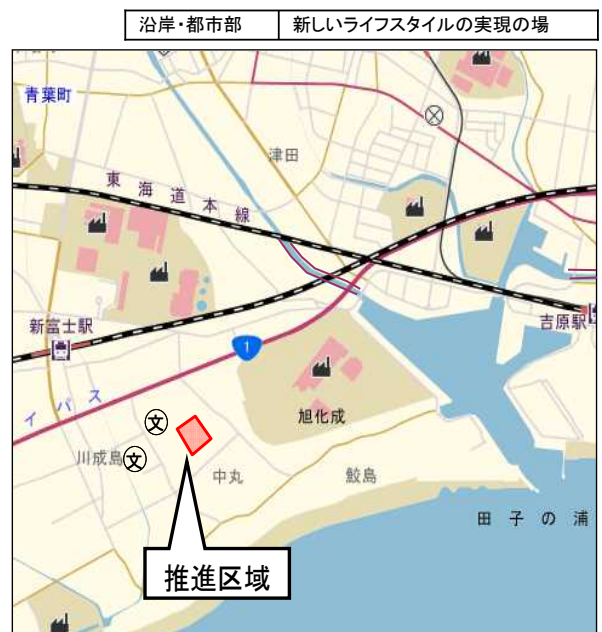 沿岸・都市部 新しいライフスタイルの実現の場
青葉町
津田
東海道本線
新富士駅
吉原駅
1
イパス
旭化成
文
川成島
文
中丸
鮫島
田子の浦
推進区域